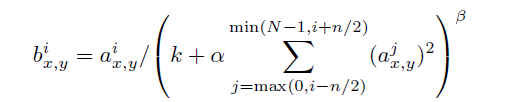 b^i_{x,y} = a^i_{x,y} / \left( k + \alpha \sum_{j=\max(0,i-n/2)}^{\min(N-1,i+n/2)} (a^j_{x,y})^2 \right)^\beta